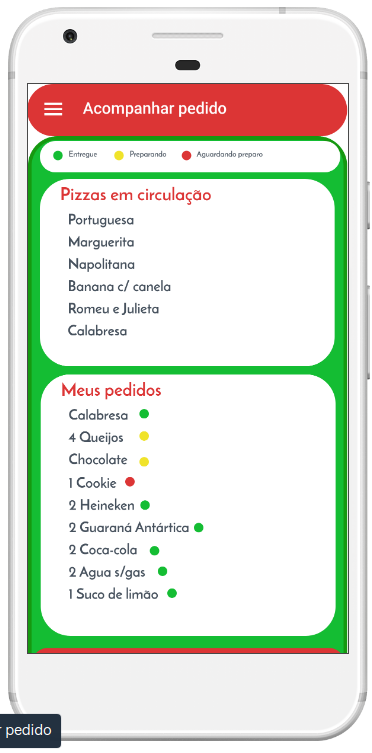 Acompanhar pedido
Entregue Preparando Aguardando preparo
Pizzas em circulação
Portuguesa
Marguerita
Napolitana
Banana c/ canela
Romeu e Julieta
Calabresa
Meus pedidos
Calabresa
4 Queijos
Chocolate
1 Cookie
2 Heineken
2 Guaraná Antártica
2 Coca-cola
2 Agua s/gas
1 Suco de limão
r pedido